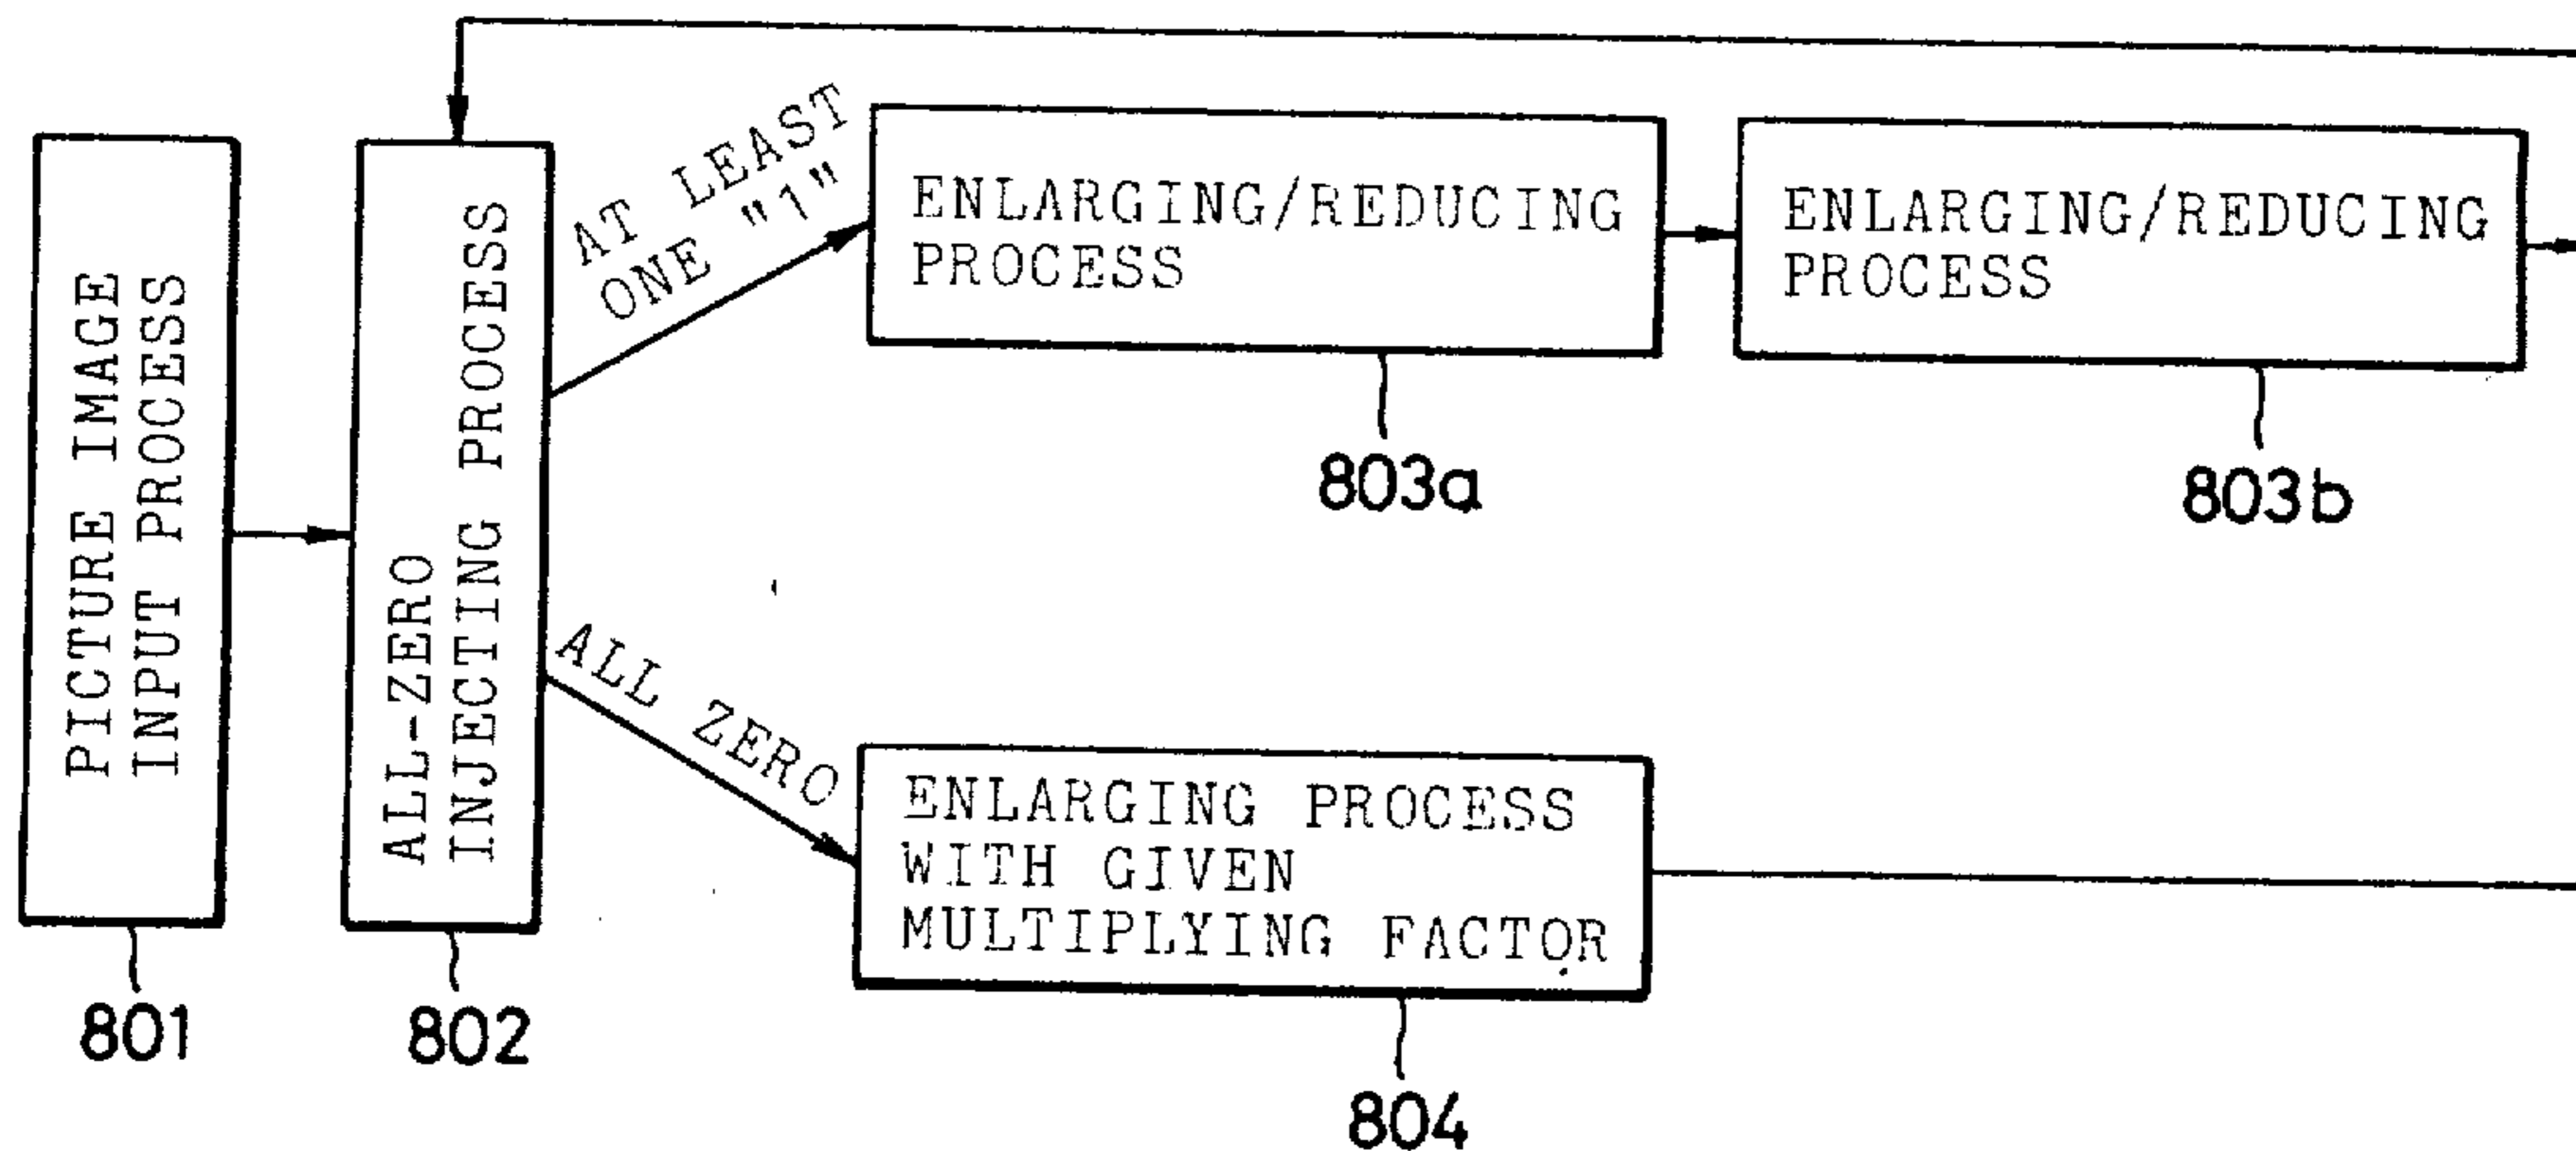 PICTURE IMAGE
INPUT PROCESS
801
ALL-ZERO
INJECTING PROCESS
802
AT LEAST
ONE "1"
ENLARGING/REDUCING
PROCESS
803a
ENLARGING/REDUCING
PROCESS
803b
ALL ZERO
ENLARGING PROCESS
WITH GIVEN
MULTIPLYING FACTOR
804